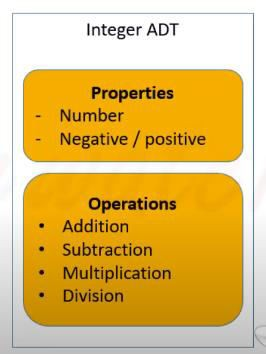 Integer ADT
Properties
- Number
- Negative / positive
Operations
• Addition
• Subtraction
• Multiplication
• Division